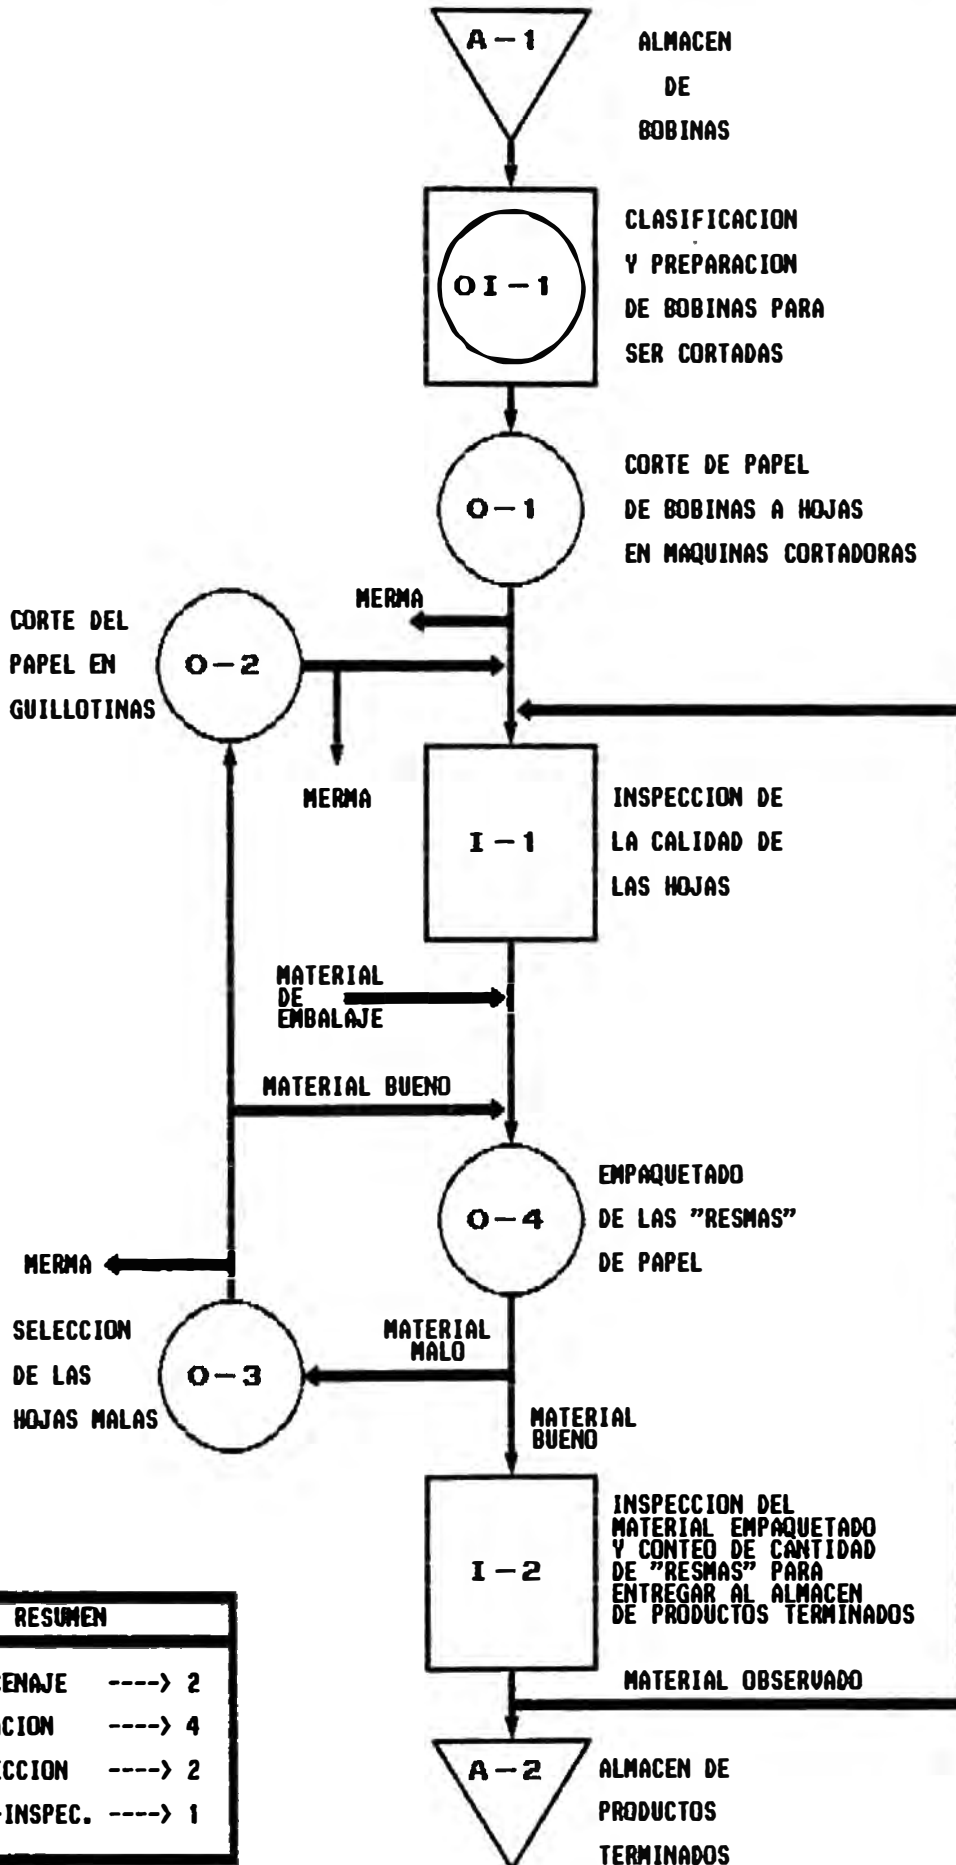 A-1
ALMACEN
DE
BOBINAS
OI-1
CLASIFICACION
Y PREPARACION
DE BOBINAS PARA
SER CORTADAS
O-1
CORTE DE PAPEL
DE BOBINAS A HOJAS
EN MAQUINAS CORTADORAS
MERMA
CORTE DEL
PAPEL EN
GUILLOTINAS
O-2
MERMA
I-1
INSPECCION DE
LA CALIDAD DE
LAS HOJAS
MATERIAL
DE
EMBALAJE
MATERIAL BUENO
O-4
EMPAQUETADO
DE LAS "RESMAS"
DE PAPEL
MERMA
SELECCION
DE LAS
HOJAS MALAS
O-3
MATERIAL
MALO
MATERIAL
BUENO
I-2
INSPECCION DEL
MATERIAL EMPAQUETADO
Y CONTEO DE CANTIDAD
DE "RESMAS" PARA
ENTREGAR AL ALMACEN
DE PRODUCTOS TERMINADOS
MATERIAL OBSERVADO
A-2
ALMACEN DE
PRODUCTOS
TERMINADOS
RESUMEN
CENAJE ----> 2
ACION ----> 4
ECCION ----> 2
-INSPEC. ----> 1